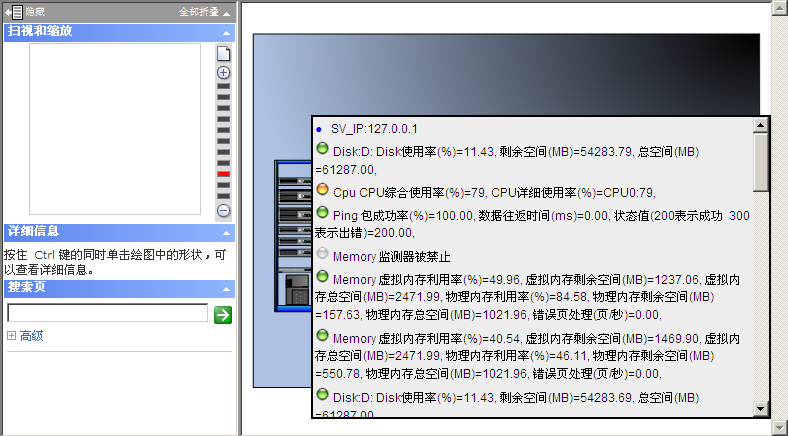 隐藏 全部折叠
扫视和缩放
详细信息
按住 Ctrl 键的同时单击绘图中的形状，可
以查看详细信息。
搜索页
高级
SV_IP:127.0.0.1
Disk:D: Disk使用率(%)=11.43, 剩余空间(MB)=54283.79, 总空间(MB)
=61287.00,
Cpu CPU综合使用率(%)=79, CPU详细使用率(%)=CPU0:79,
Ping 包成功率(%)=100.00, 数据往返时间(ms)=0.00, 状态值(200表示成功 300
表示出错)=200.00,
Memory 监测器被禁止
Memory 虚拟内存利用率(%)=49.96, 虚拟内存剩余空间(MB)=1237.06, 虚拟内
存总空间(MB)=2471.99, 物理内存利用率(%)=84.58, 物理内存剩余空间(MB)
=157.63, 物理内存总空间(MB)=1021.96, 错误页处理(页/秒)=0.00,
Memory 虚拟内存利用率(%)=40.54, 虚拟内存剩余空间(MB)=1469.90, 虚拟内
存总空间(MB)=2471.99, 物理内存利用率(%)=46.11, 物理内存剩余空间(MB)
=550.78, 物理内存总空间(MB)=1021.96, 错误页处理(页/秒)=0.00,
Disk:D: Disk使用率(%)=11.43, 剩余空间(MB)=54283.69, 总空间(MB)
=61287.00,